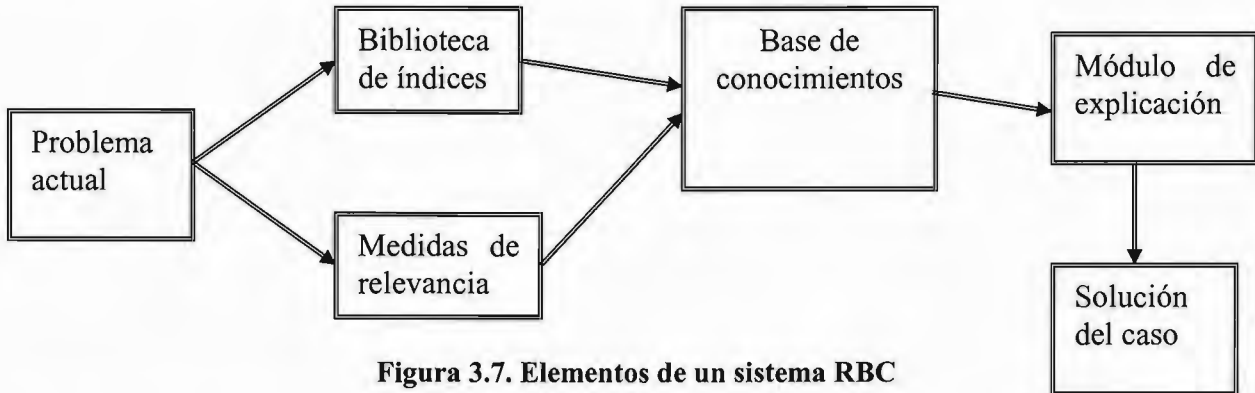 Problema
actual
Biblioteca
de índices
Medidas de
relevancia
Base de
conocimientos
Módulo de
explicación
Solución
del caso
Figura 3.7. Elementos de un sistema RBC